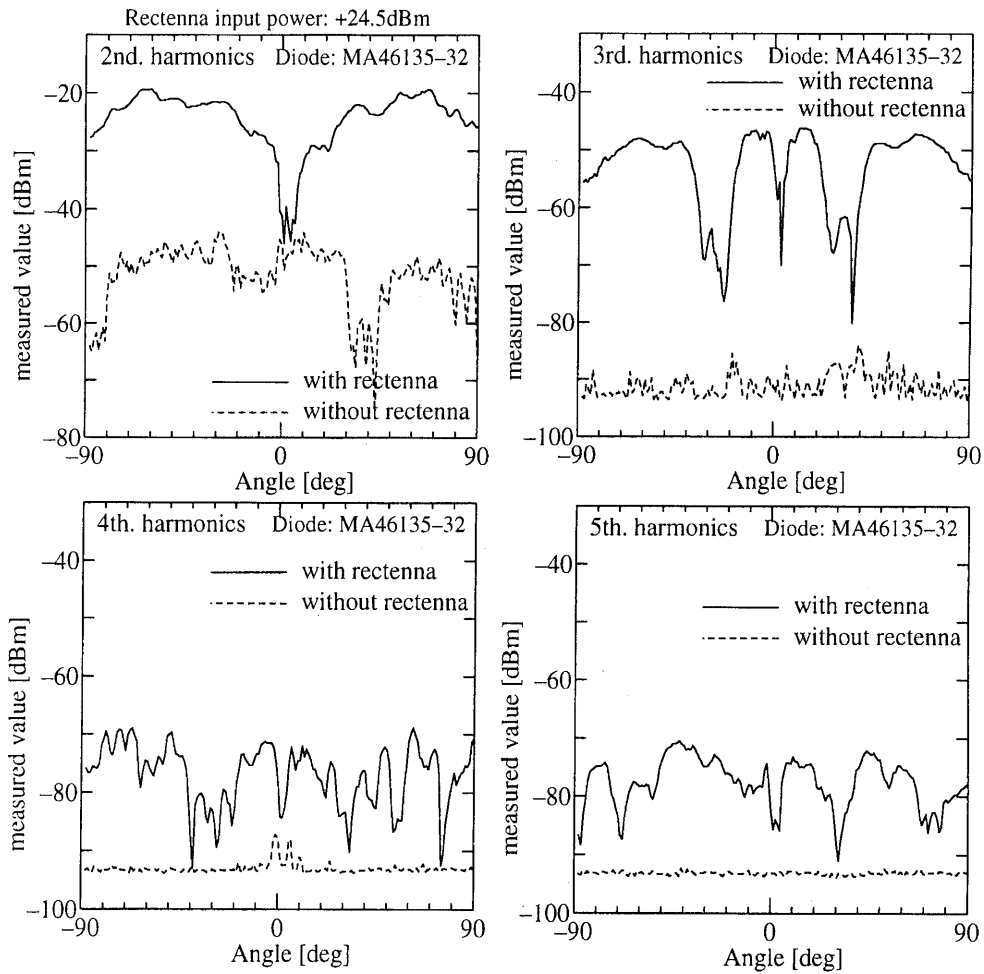 Rectenna input power: +24.5dBm
2nd. harmonics Diode: MA46135–32
–20
–40
–60
–80
measured value [dBm]
with rectenna
without rectenna
–90 0 90
Angle [deg]
3rd. harmonics Diode: MA46135–32
with rectenna
without rectenna
–40
–60
–80
–100
measured value [dBm]
–90 0 90
Angle [deg]
4th. harmonics Diode: MA46135–32
with rectenna
without rectenna
–40
–60
–80
–100
measured value [dBm]
–90 0 90
Angle [deg]
5th. harmonics Diode: MA46135–32
with rectenna
without rectenna
–40
–60
–80
–100
measured value [dBm]
–90 0 90
Angle [deg]